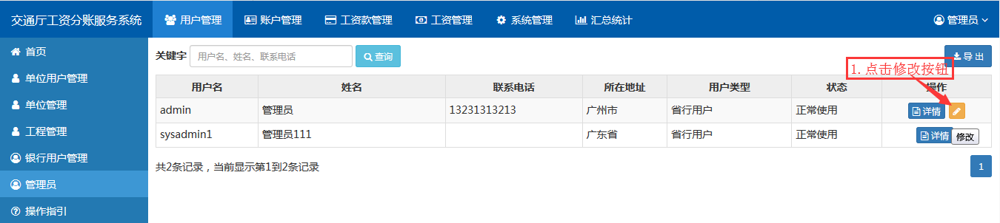 交通厅工资分账服务系统 用户管理 账户管理 工资款管理 工资管理 系统管理 汇总统计 管理员
首页
单位用户管理
单位管理
工程管理
银行用户管理
管理员
操作指引
关键字 用户名、姓名、联系电话 查询 导出
1. 点击修改按钮
用户名 姓名 联系电话 所在地址 用户类型 状态 操作
admin 管理员 13231313213 广州市 省行用户 正常使用 详情
sysadmin1 管理员111 广东省 省行用户 正常使用 详情 修改
共2条记录，当前显示第1到2条记录 1